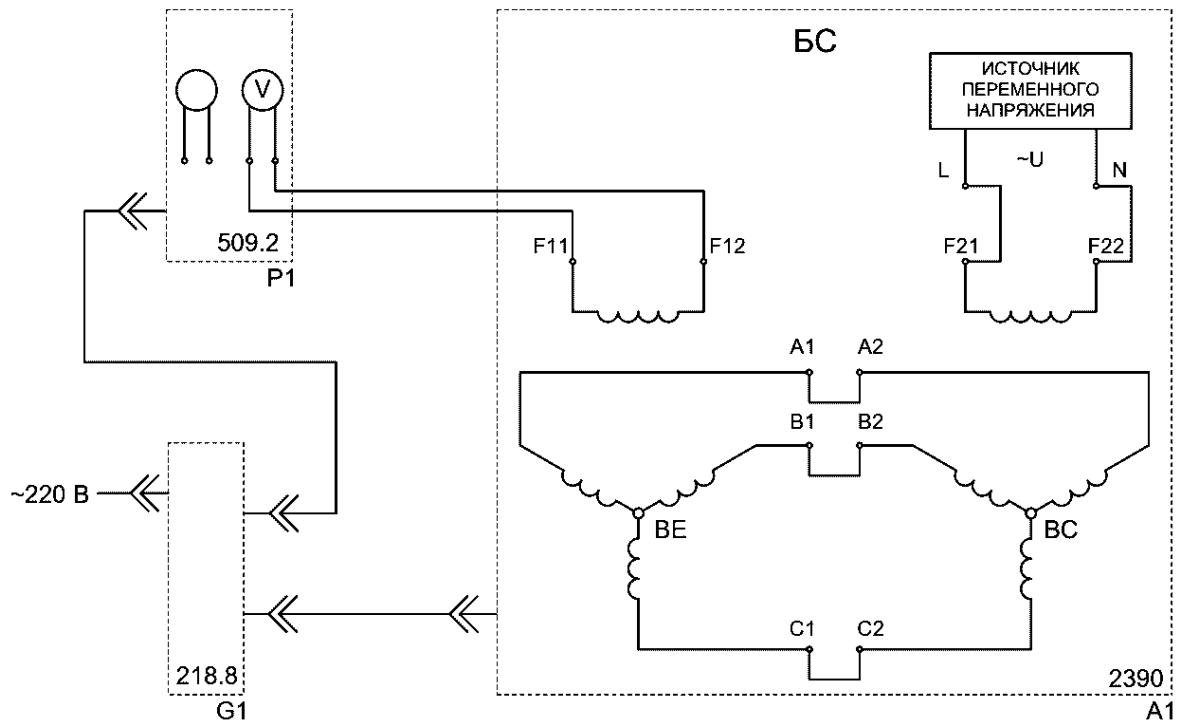 БС
ИСТОЧНИК
ПЕРЕМЕННОГО
НАПРЯЖЕНИЯ
V
L
~U
N
509.2
P1
F11
F12
F21
F22
A1
A2
B1
B2
~220 В
BE
BC
C1
C2
218.8
G1
2390
A1